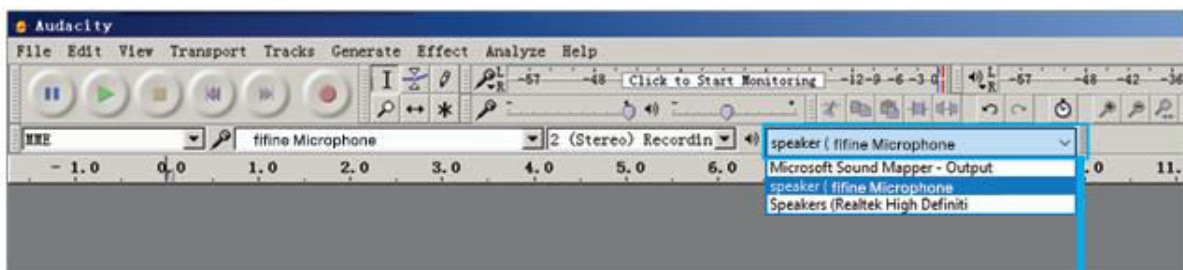 Audacity
File Edit View Transport Tracks Generate Effect Analyze Help
L R -57 -48 Click to Start Monitoring -12 -9 -6 -3 0 L R -57 -48 -42 -36
MME fifine Microphone 2 (Stereo) Recordin speaker ( fifine Microphone
- 1.0 0.0 1.0 2.0 3.0 4.0 5.0 6.0 .0 11.
Microsoft Sound Mapper - Output
speaker ( fifine Microphone
Speakers (Realtek High Definiti